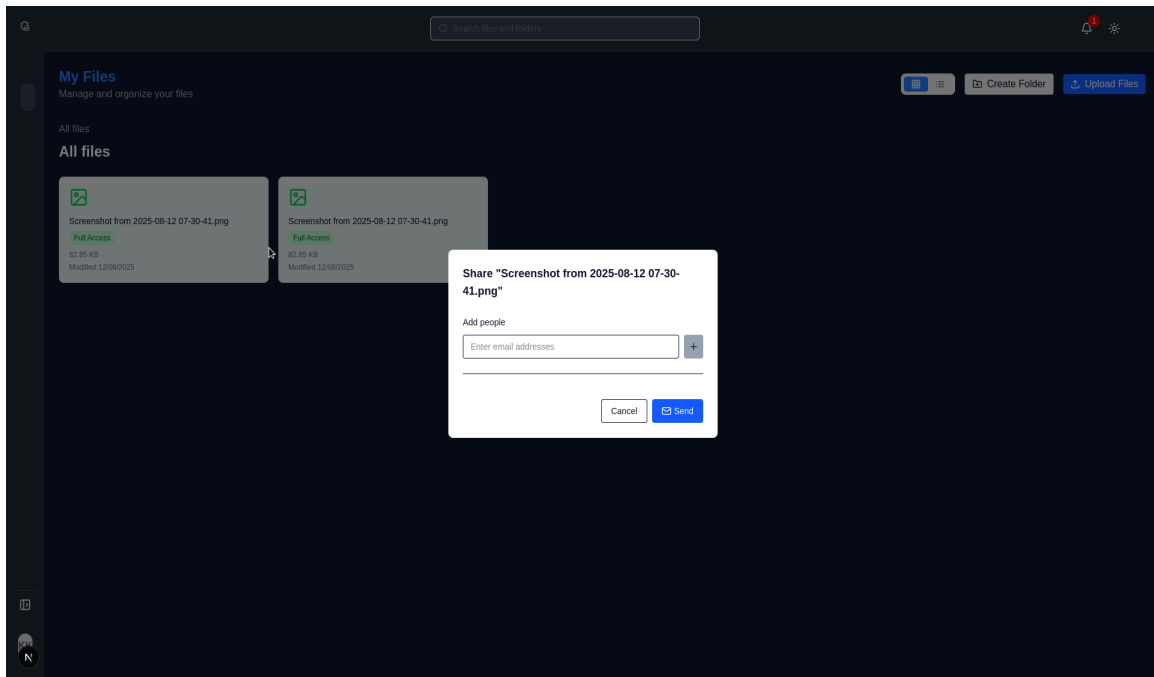 Search files and folders
1
My Files
Manage and organize your files
Create Folder
Upload Files
All files
All files
Screenshot from 2025-08-12 07-30-41.png
Full Access
82.85 KB
Modified 12/08/2025
Screenshot from 2025-08-12 07-30-41.png
Full Access
82.85 KB
Modified 12/08/2025
Share "Screenshot from 2025-08-12 07-30-
41.png"
Add people
Enter email addresses
+
Cancel
Send
N